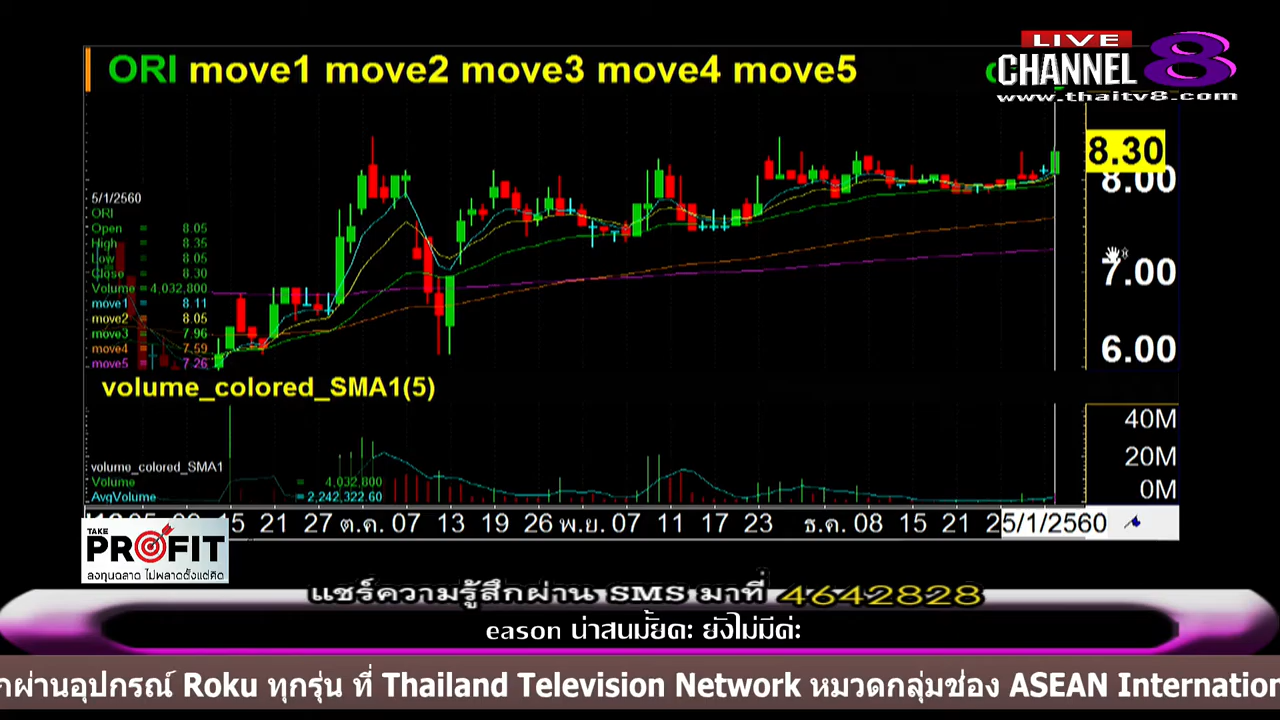 ORI move1 move2 move3 move4 move5
LIVE
CHANNEL 8
www.thaitv8.com
8.30
8.00
7.00
6.00
5/1/2560
ORI
Open = 8.05
High = 8.35
Low = 8.05
Close = 8.30
Volume = 4,032,800
move1 = 8.11
move2 = 8.05
move3 = 7.96
move4 = 7.59
move5 = 7.26
volume_colored_SMA1(5)
40M
20M
0M
volume_colored_SMA1
Volume = 4,032,800
AvgVolume = 2,242,322.60
15 21 27 ต.ค. 07 13 19 26 พ.ย. 07 11 17 23 ธ.ค. 08 15 21 25/1/2560
TAKE
PROFIT
ลงทุนฉลาด ไม่พลาดตั้งแต่คิด
แชร์ความรู้สึกผ่าน SMS มาที่ 4642828
eason น่าสนมั้ยคะ ยังไม่มีค่ะ
กผ่านอุปกรณ์ Roku ทุกรุ่น ที่ Thailand Television Network หมวดกลุ่มช่อง ASEAN Internation